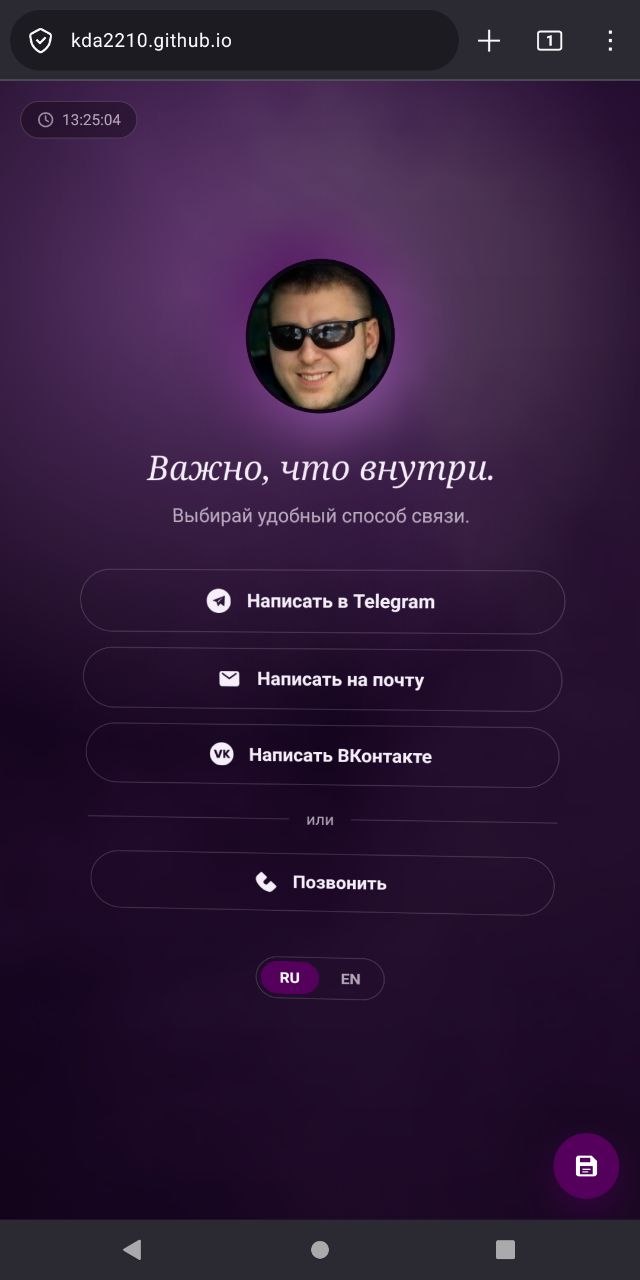 kda2210.github.io
1
13:25:04
Важно, что внутри.
Выбирай удобный способ связи.
Написать в Telegram
Написать на почту
VK Написать ВКонтакте
или
Позвонить
RU EN